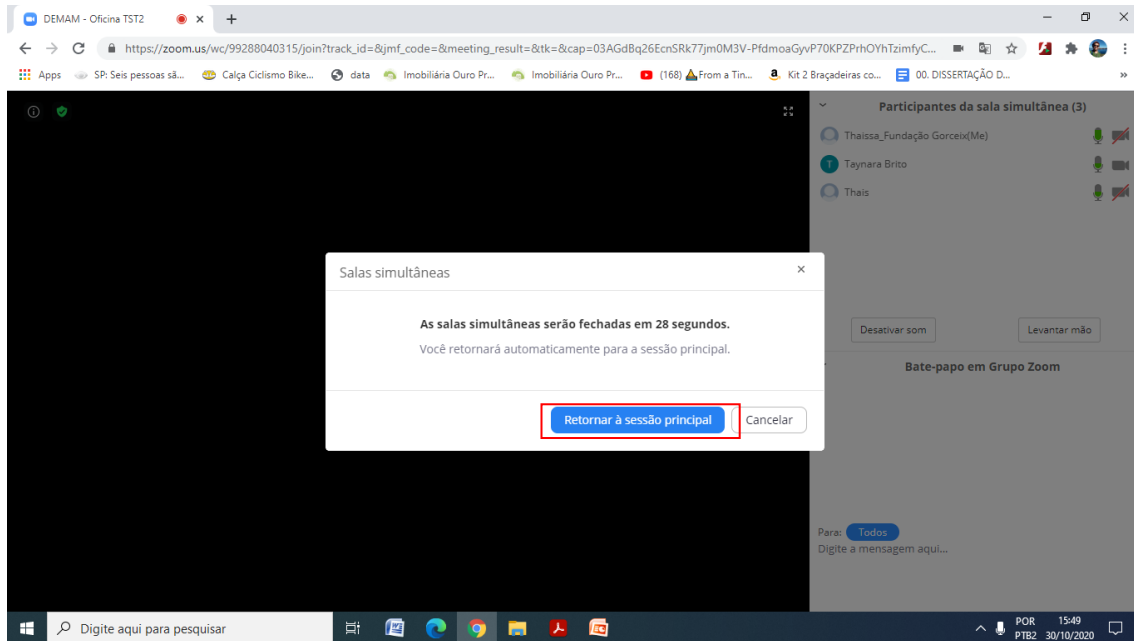 DEMAM - Oficina TST2
https://zoom.us/wc/99288040315/join?track_id=&jmf_code=&meeting_result=&tk=&cap=03AGdBq26EcnSRk77jm0M3V-PfdmoaGyvP70KPZPrhOYhTzimfyC...
Apps SP: Seis pessoas sã... Calça Ciclismo Bike... data Imobiliária Ouro Pr... Imobiliária Ouro Pr... (168) From a Tin... Kit 2 Braçadeiras co... 00. DISSERTAÇÃO D... »
Participantes da sala simultânea (3)
Thaissa_Fundação Gorceix(Me)
T Taynara Brito
Thais
Salas simultâneas
As salas simultâneas serão fechadas em 28 segundos.
Você retornará automaticamente para a sessão principal.
Retornar à sessão principal Cancelar
Desativar som Levantar mão
Bate-papo em Grupo Zoom
Para: Todos
Digite a mensagem aqui...
Digite aqui para pesquisar
POR 15:49
PTB2 30/10/2020